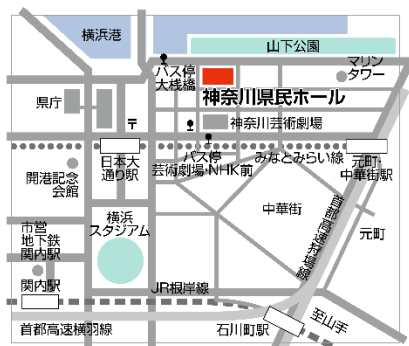 横浜港
山下公園
バス停
大桟橋
マリン
タワー
県庁
神奈川県民ホール
〒
神奈川芸術劇場
日本大
通り駅
バス停
芸術劇場・NHK前
みなとみらい線
元町・
中華街駅
開港記念
会館
横浜
スタジアム
中華街
首都高速狩場線
元町
市営
地下鉄
関内駅
関内駅
JR根岸線
首都高速横羽線
石川町駅
至山手